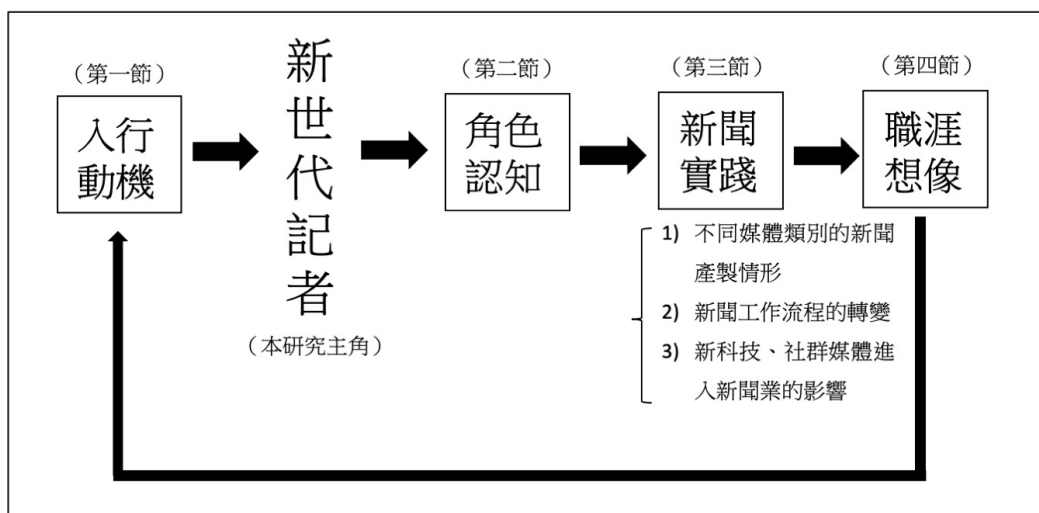 （第一節）
入行
動機
新世代記者
（本研究主角）
（第二節）
角色
認知
（第三節）
新聞
實踐
1) 不同媒體類別的新聞
產製情形
2) 新聞工作流程的轉變
3) 新科技、社群媒體進
入新聞業的影響
（第四節）
職涯
想像